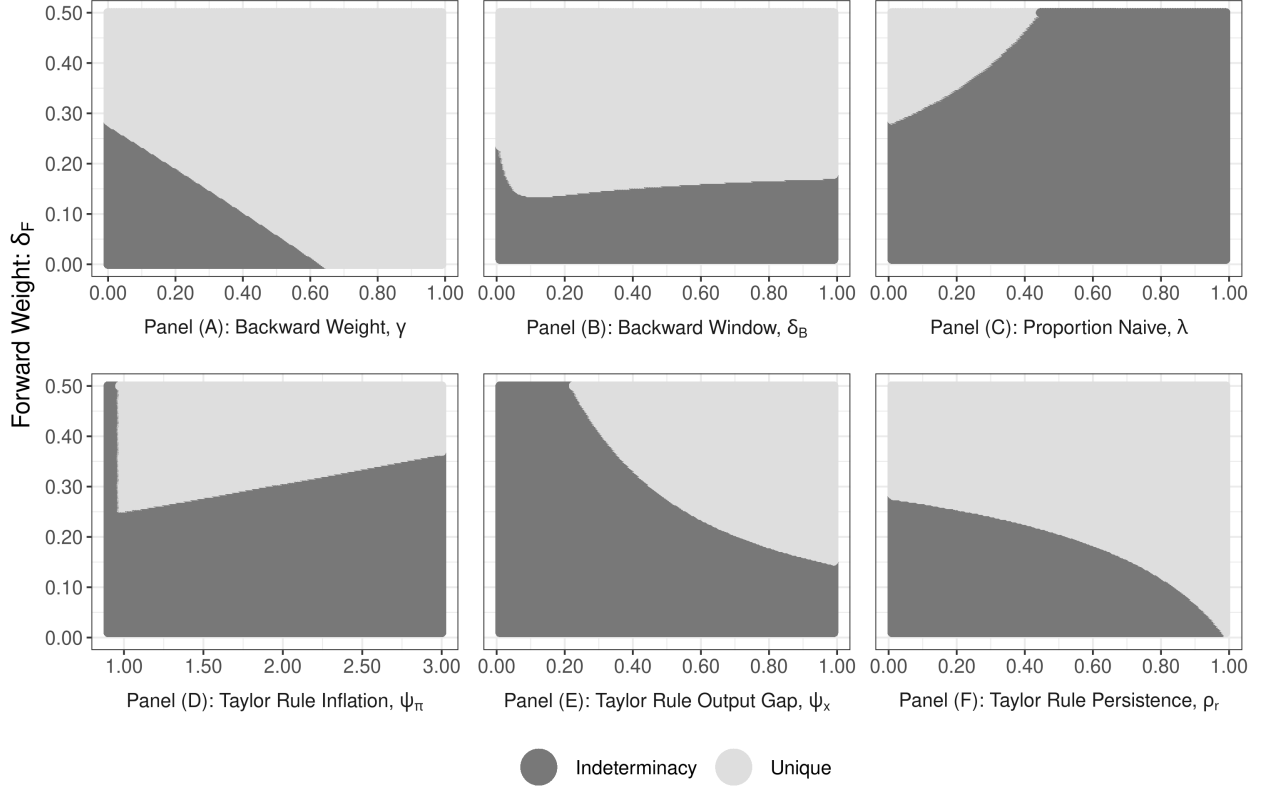 Forward Weight: δF
0.50
0.40
0.30
0.20
0.10
0.00
0.00 0.20 0.40 0.60 0.80 1.00
0.00 0.20 0.40 0.60 0.80 1.00
0.00 0.20 0.40 0.60 0.80 1.00
Panel (A): Backward Weight, γ
Panel (B): Backward Window, δB
Panel (C): Proportion Naive, λ
0.50
0.40
0.30
0.20
0.10
0.00
1.00 1.50 2.00 2.50 3.00
0.00 0.20 0.40 0.60 0.80 1.00
0.00 0.20 0.40 0.60 0.80 1.00
Panel (D): Taylor Rule Inflation, ψπ
Panel (E): Taylor Rule Output Gap, ψx
Panel (F): Taylor Rule Persistence, ρr
Indeterminacy
Unique